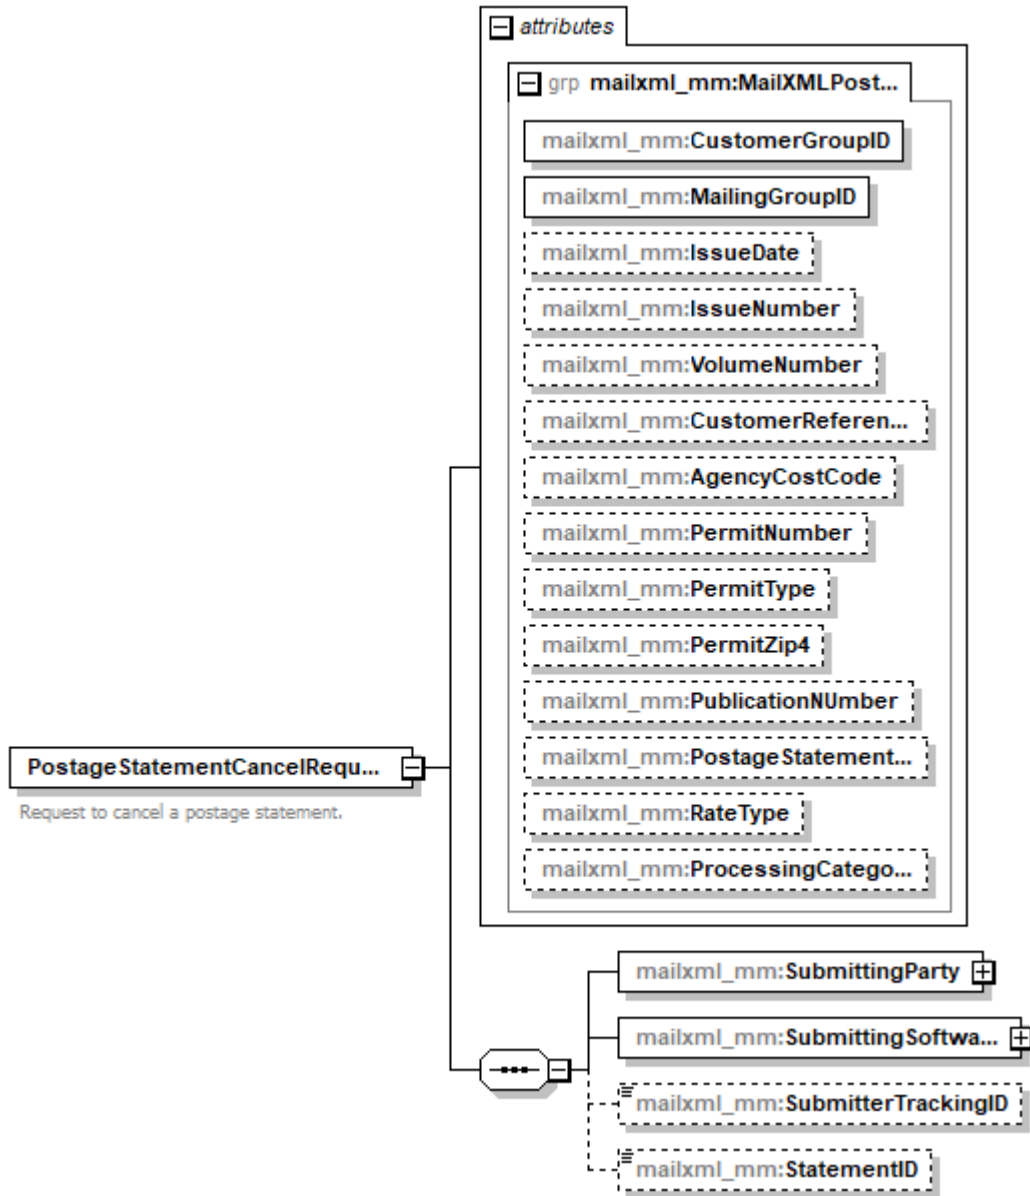 attributes
grp mailxml_mm:MailXMLPost...
mailxml_mm:CustomerGroupID
mailxml_mm:MailingGroupID
mailxml_mm:IssueDate
mailxml_mm:IssueNumber
mailxml_mm:VolumeNumber
mailxml_mm:CustomerReferen...
mailxml_mm:AgencyCostCode
mailxml_mm:PermitNumber
mailxml_mm:PermitType
mailxml_mm:PermitZip4
mailxml_mm:PublicationNUmber
mailxml_mm:PostageStatement...
mailxml_mm:RateType
mailxml_mm:ProcessingCatego...
PostageStatementCancelRequ...
Request to cancel a postage statement.
mailxml_mm:SubmittingParty
mailxml_mm:SubmittingSoftwa...
mailxml_mm:SubmitterTrackingID
mailxml_mm:StatementID